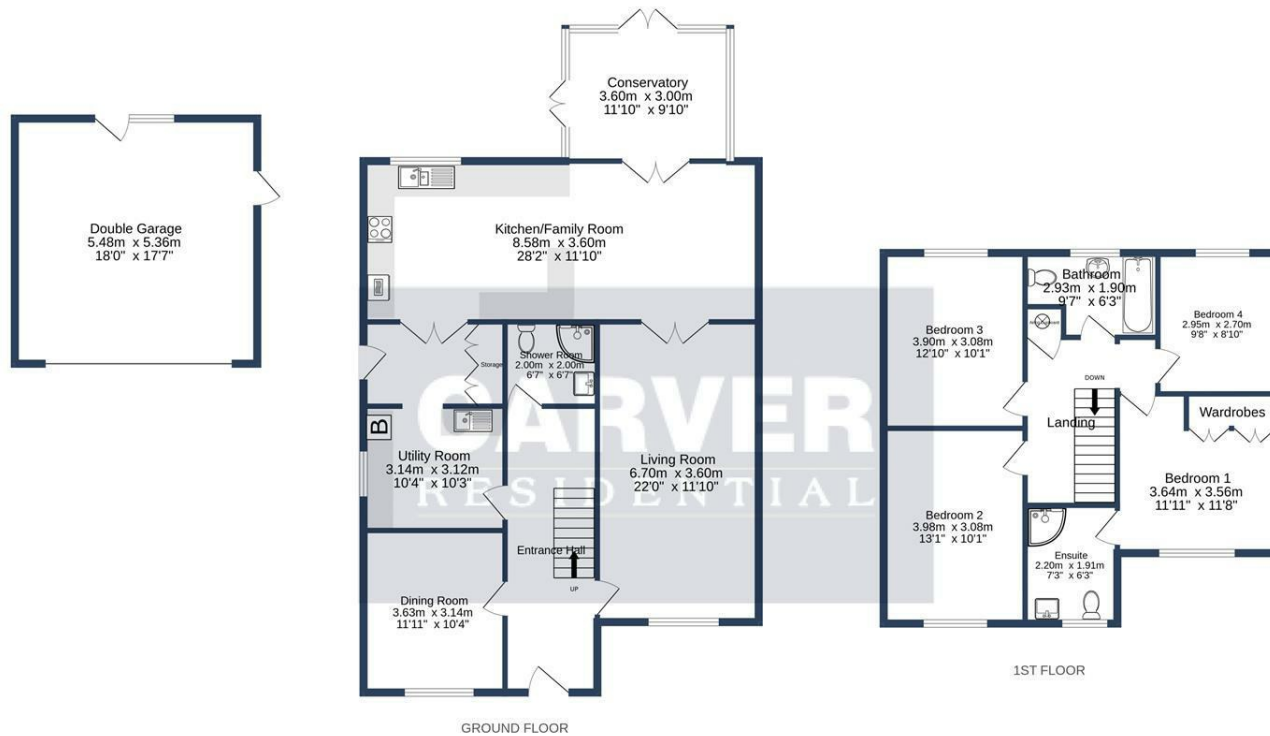 Conservatory
3.60m x 3.00m
11'10" x 9'10"
Double Garage
5.48m x 5.36m
18'0" x 17'7"
Kitchen/Family Room
8.58m x 3.60m
28'2" x 11'10"
Storage
Shower Room
2.00m x 2.00m
6'7" x 6'7"
B
Utility Room
3.14m x 3.12m
10'4" x 10'3"
Living Room
6.70m x 3.60m
22'0" x 11'10"
Entrance Hall
UP
Dining Room
3.63m x 3.14m
11'11" x 10'4"
GROUND FLOOR
CARVER
RESIDENTIAL
Bathroom
2.93m x 1.90m
9'7" x 6'3"
Bedroom 3
3.90m x 3.08m
12'10" x 10'1"
Bedroom 4
2.95m x 2.70m
9'8" x 8'10"
DOWN
Landing
Wardrobes
Bedroom 1
3.64m x 3.56m
11'11" x 11'8"
Bedroom 2
3.98m x 3.08m
13'1" x 10'1"
Ensuite
2.20m x 1.91m
7'3" x 6'3"
1ST FLOOR